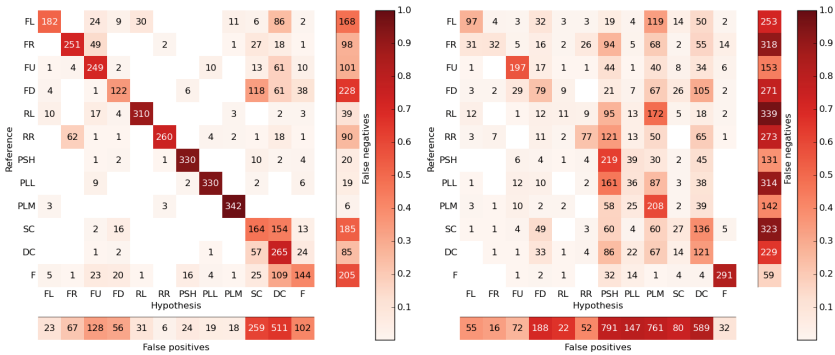 FL 182 24 9 30 11 6 86 2 168
FR 251 49 2 1 27 18 1 98
FU 1 4 249 10 13 61 10 101
FD 4 1 122 6 118 61 38 228
RL 10 17 4 310 3 2 3 39
RR 62 1 1 260 4 2 1 18 1 90
PSH 1 2 1 330 10 2 4 20
PLL 9 2 330 2 6 19
PLM 3 3 342 6
SC 2 16 164 154 13 185
DC 1 2 1 57 265 24 85
F 5 1 23 20 1 16 4 1 25 109 144 205
FL FR FU FD RL RR PSH PLL PLM SC DC F
Reference
Hypothesis
False negatives
23 67 128 56 31 6 24 19 18 259 511 102
False positives
1.0
0.9
0.8
0.7
0.6
0.5
0.4
0.3
0.2
0.1
FL 97 4 3 32 3 3 19 4 119 14 50 2 253
FR 31 32 5 16 2 26 94 5 68 2 55 14 318
FU 1 197 17 1 44 1 40 2 41 6 153
FD 3 2 29 79 9 21 7 67 26 105 2 271
RL 12 1 12 11 9 95 13 172 5 18 2 339
RR 3 7 11 2 77 121 13 50 65 1 273
PSH 6 4 1 4 219 39 30 2 45 131
PLL 1 12 10 2 161 36 87 3 38 314
PLM 3 1 10 2 2 58 25 208 2 39 142
SC 1 1 4 49 3 60 4 60 27 136 5 323
DC 1 1 33 1 4 86 22 67 14 121 229
F 1 2 1 32 14 1 4 4 291 59
FL FR FU FD RL RR PSH PLL PLM SC DC F
Reference
Hypothesis
False negatives
55 16 72 188 22 52 791 147 761 80 589 32
False positives
1.0
0.9
0.8
0.7
0.6
0.5
0.4
0.3
0.2
0.1